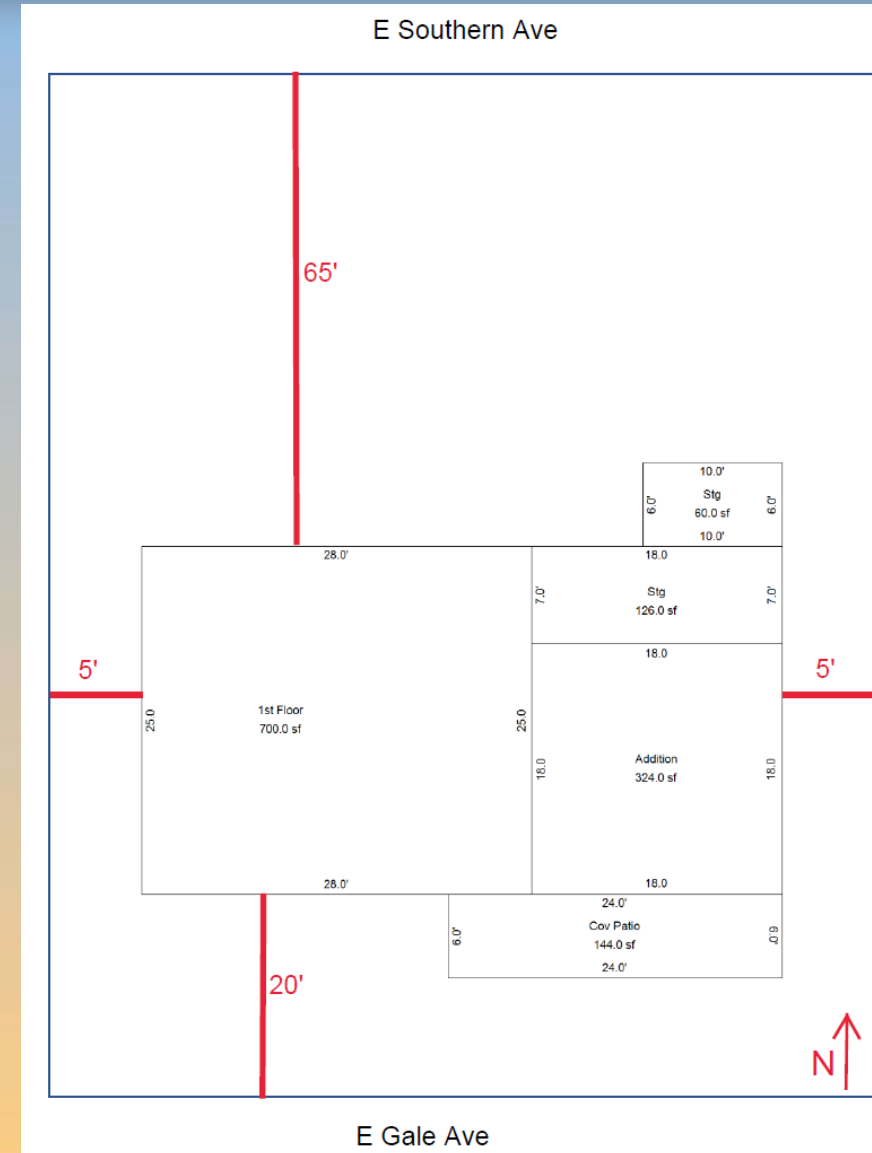 E Southern Ave
65'
10.0'
Stg
6.0'
60.0 sf
6.0'
10.0'
28.0'
18.0
7.0'
Stg
126.0 sf
7.0'
18.0
5'
5'
1st Floor
700.0 sf
25.0
25.0
Addition
324.0 sf
18.0
18.0
28.0'
18.0
24.0'
Cov Patio
144.0 sf
6.0'
6.0'
24.0'
20'
N
E Gale Ave